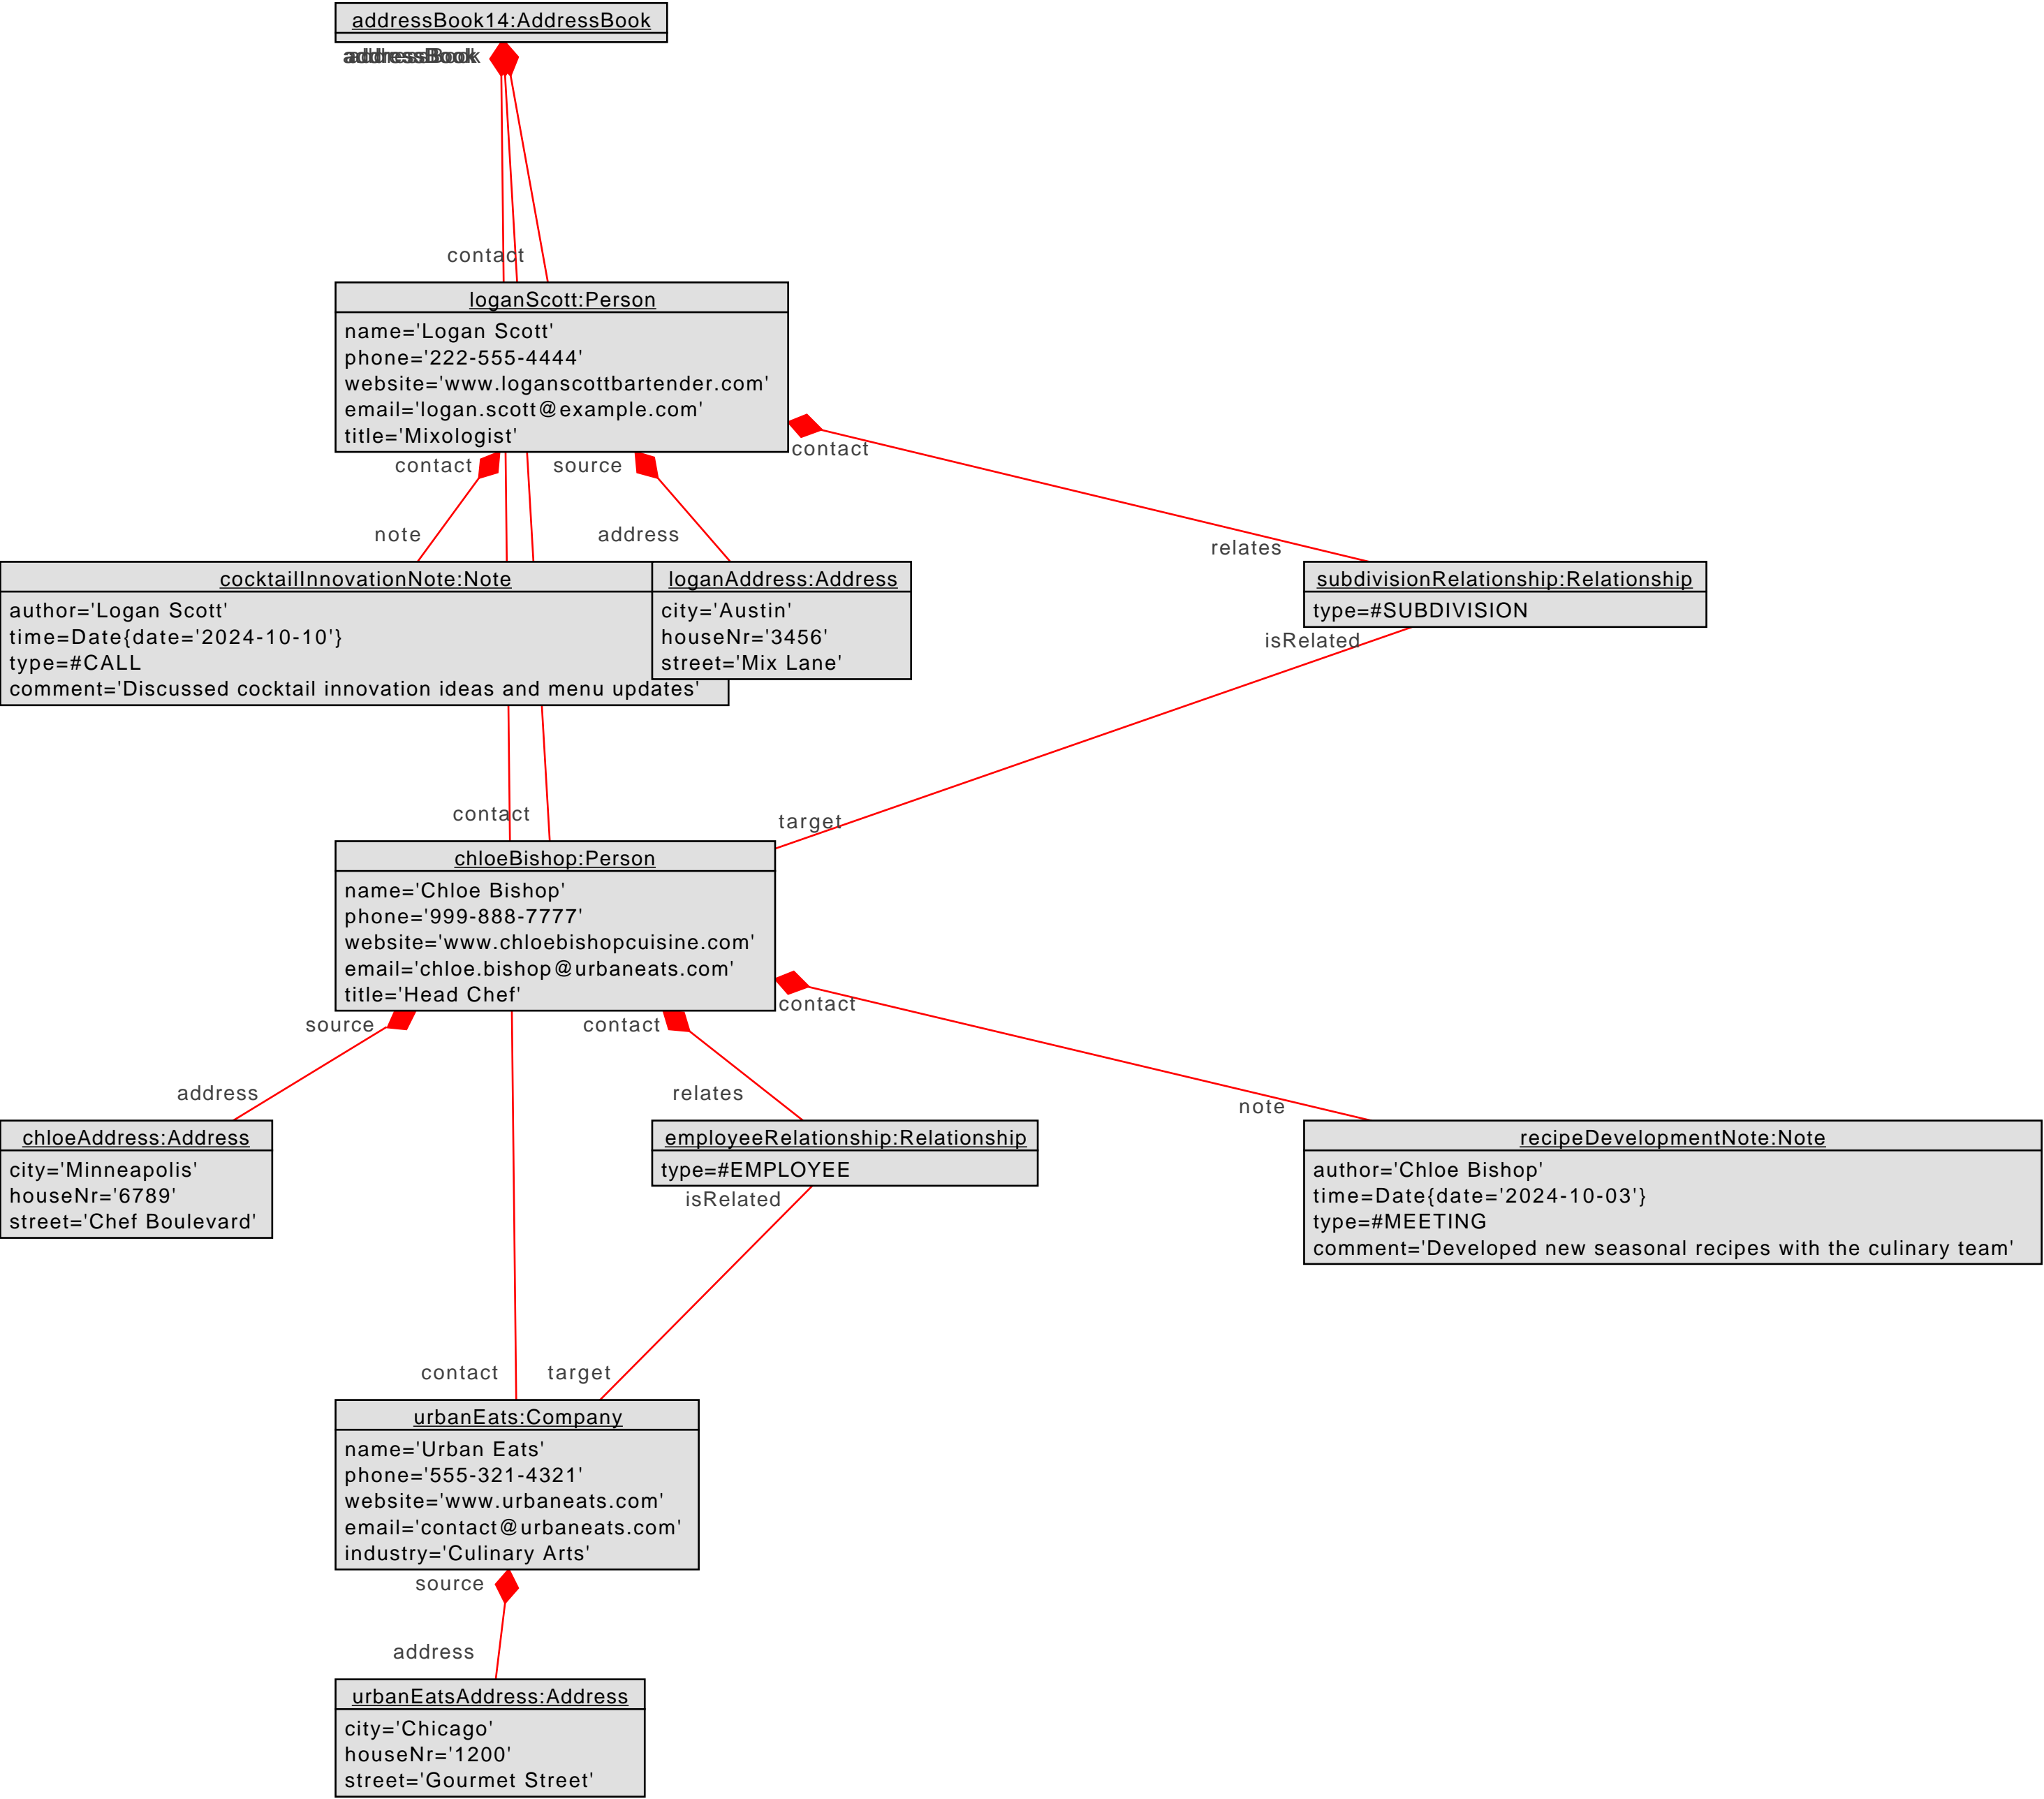 addressBook14:AddressBook
addressBook
contact
loganScott:Person
name='Logan Scott'
phone='222-555-4444'
website='www.loganscottbartender.com'
email='logan.scott@example.com'
title='Mixologist'
contact
source
contact
note
address
relates
cocktailInnovationNote:Note
author='Logan Scott'
time=Date{date='2024-10-10'}
type=#CALL
comment='Discussed cocktail innovation ideas and menu updates'
loganAddress:Address
city='Austin'
houseNr='3456'
street='Mix Lane'
subdivisionRelationship:Relationship
type=#SUBDIVISION
isRelated
contact
target
chloeBishop:Person
name='Chloe Bishop'
phone='999-888-7777'
website='www.chloebishopcuisine.com'
email='chloe.bishop@urbaneats.com'
title='Head Chef'
source
contact
contact
address
relates
note
chloeAddress:Address
city='Minneapolis'
houseNr='6789'
street='Chef Boulevard'
employeeRelationship:Relationship
type=#EMPLOYEE
isRelated
recipeDevelopmentNote:Note
author='Chloe Bishop'
time=Date{date='2024-10-03'}
type=#MEETING
comment='Developed new seasonal recipes with the culinary team'
contact
target
urbanEats:Company
name='Urban Eats'
phone='555-321-4321'
website='www.urbaneats.com'
email='contact@urbaneats.com'
industry='Culinary Arts'
source
address
urbanEatsAddress:Address
city='Chicago'
houseNr='1200'
street='Gourmet Street'